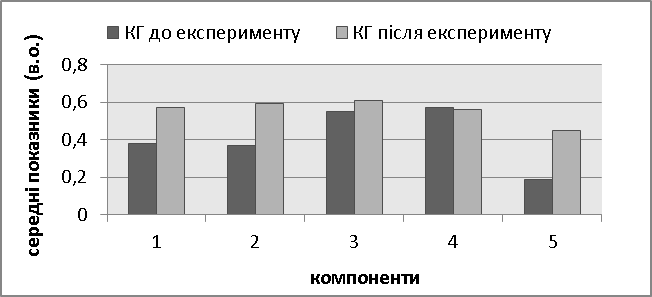 КГ до експерименту КГ після експерименту
середні показники (в.о.)
0,8
0,6
0,4
0,2
0
1 2 3 4 5
компоненти